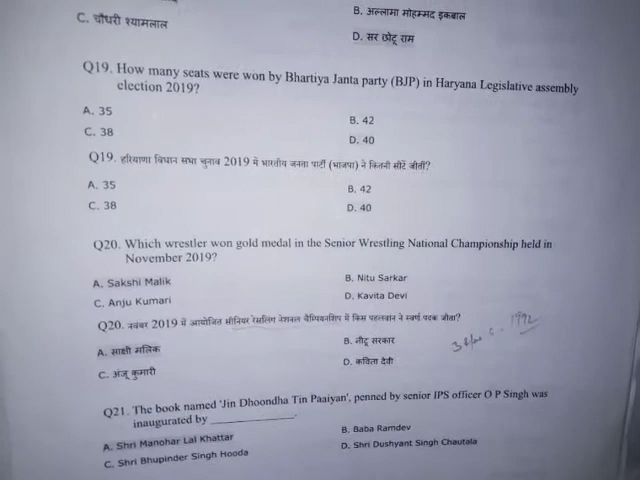 C. चौधरी श्यामलाल
B. अल्लामा मोहम्मद इकबाल
D. सर छोटू राम
Q19. How many seats were won by Bhartiya Janta party (BJP) in Haryana Legislative assembly
election 2019?
A. 35
B. 42
C. 38
D. 40
Q19. हरियाणा विधान सभा चुनाव 2019 में भारतीय जनता पार्टी (भाजपा) ने कितनी सीटें जीतीं?
A. 35
B. 42
C. 38
D. 40
Q20. Which wrestler won gold medal in the Senior Wrestling National Championship held in
November 2019?
A. Sakshi Malik
B. Nitu Sarkar
C. Anju Kumari
D. Kavita Devi
Q20. नवंबर 2019 में आयोजित सीनियर रेसलिंग नेशनल चैम्पियनशिप में किस पहलवान ने स्वर्ण पदक जीता?
A. साक्षी मलिक
B. नीटू सरकार
C. अंजू कुमारी
D. कविता देवी
1992
Q21. The book named 'Jin Dhoondha Tin Paaiyan', penned by senior IPS officer O P Singh was
inaugurated by _______________.
A. Shri Manohar Lal Khattar
B. Baba Ramdev
C. Shri Bhupinder Singh Hooda
D. Shri Dushyant Singh Chautala